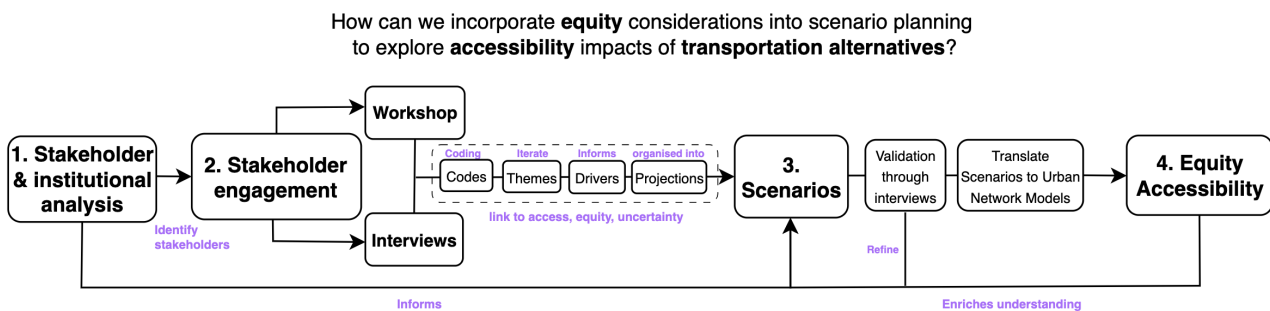 How can we incorporate equity considerations into scenario planning
to explore accessibility impacts of transportation alternatives?
1. Stakeholder
& institutional
analysis
Identify
stakeholders
2. Stakeholder
engagement
Workshop
Interviews
Coding
Codes
Iterate
Themes
Informs
Drivers
organised into
Projections
link to access, equity, uncertainty
3.
Scenarios
Validation
through
interviews
Translate
Scenarios to Urban
Network Models
4. Equity
Accessibility
Refine
Informs
Enriches understanding